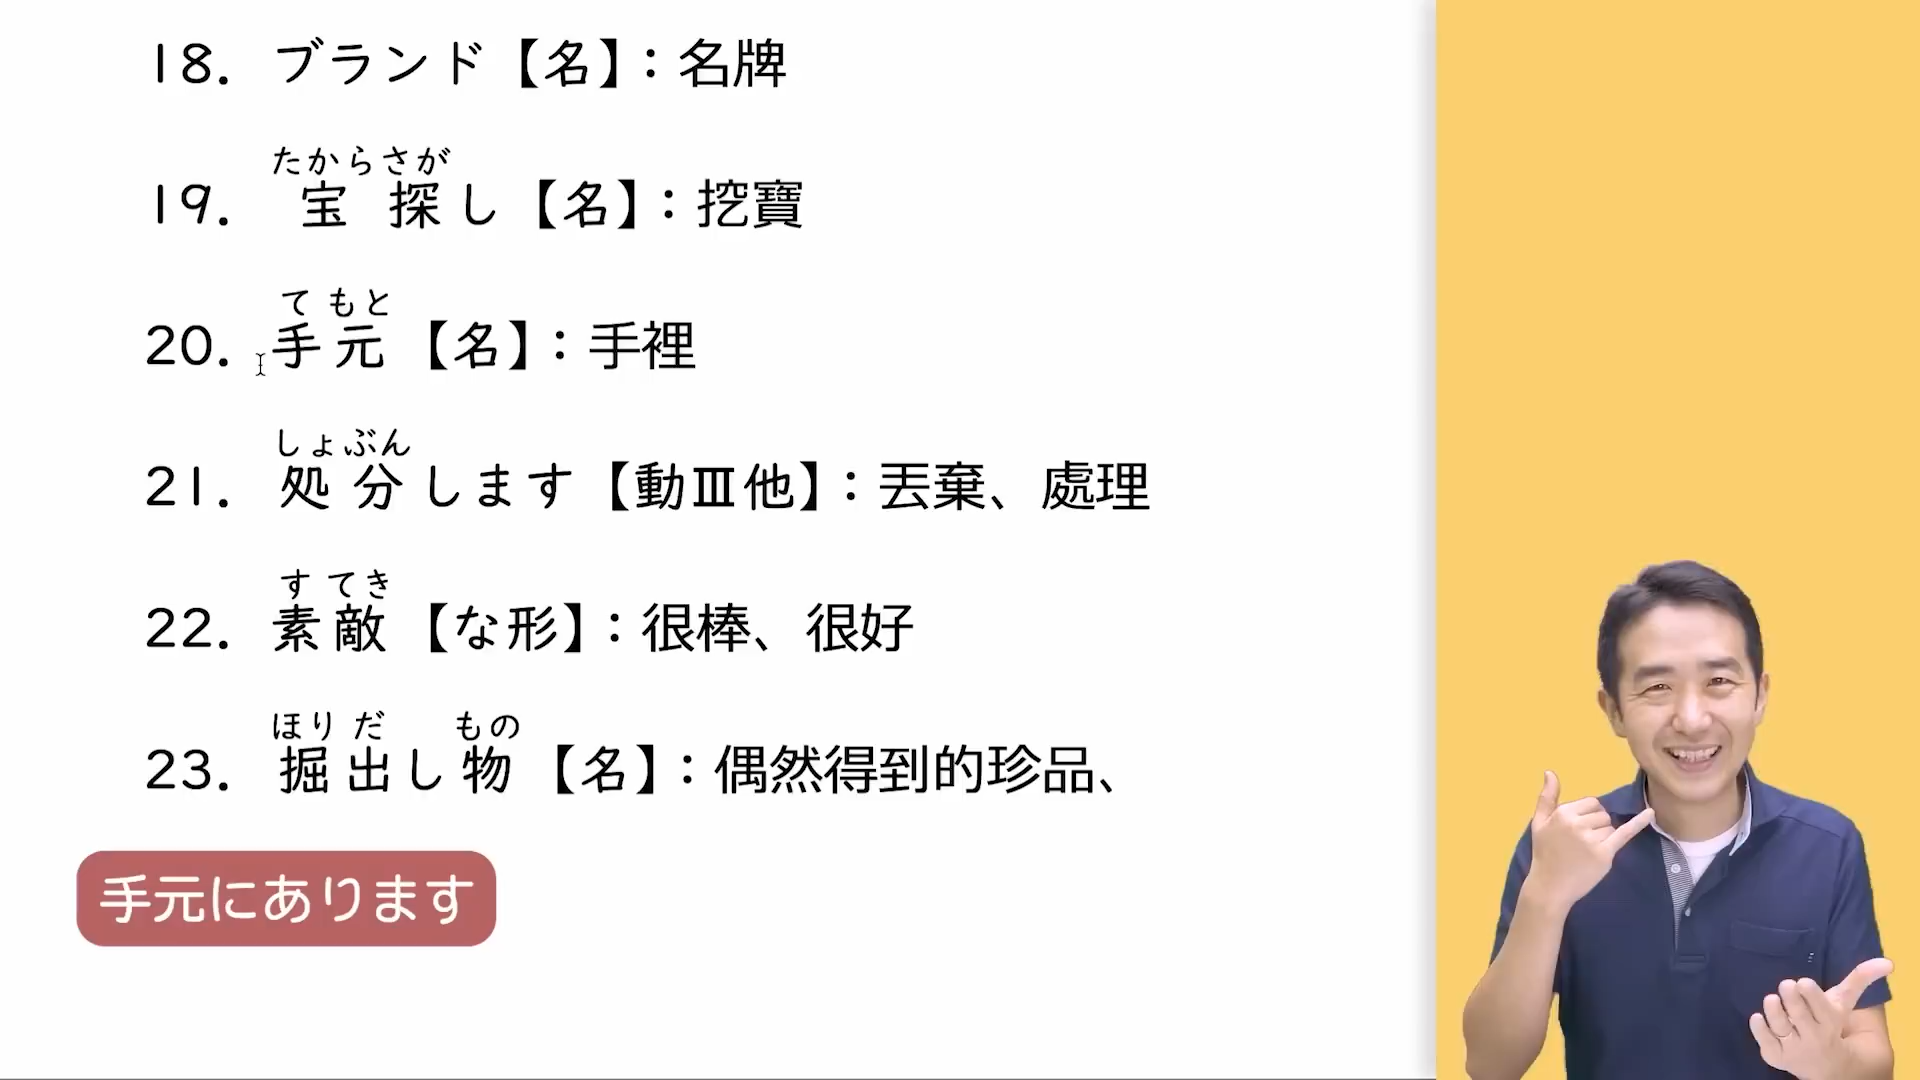 18. ブランド【名】：名牌
たからさが
19. 宝探し【名】：挖寶
てもと
20. 手元【名】：手裡
しょぶん
21. 処分します【動Ⅲ他】：丟棄、處理
すてき
22. 素敵【な形】：很棒、很好
ほりだ もの
23. 掘出し物【名】：偶然得到的珍品、
手元にあります